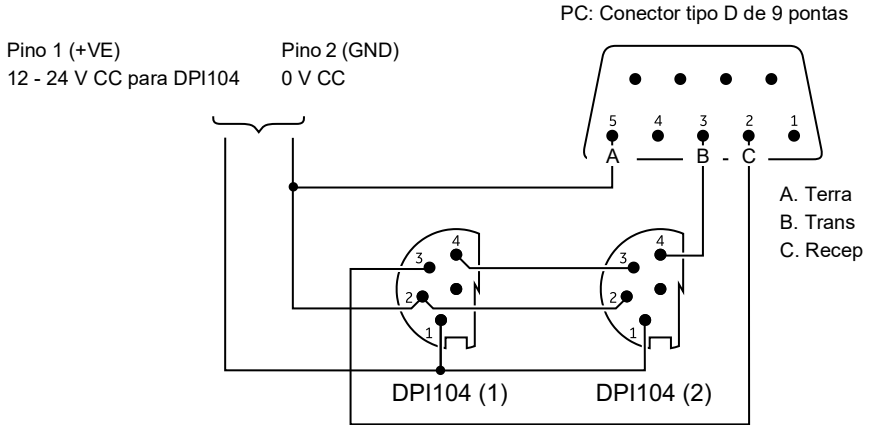 PC: Conector tipo D de 9 pontas
Pino 1 (+VE)
12 - 24 V CC para DPI104
Pino 2 (GND)
0 V CC
5 4 3 2 1
A B C
A. Terra
B. Trans
C. Recep
4
3
2
1
4
3
2
1
DPI104 (1)
DPI104 (2)